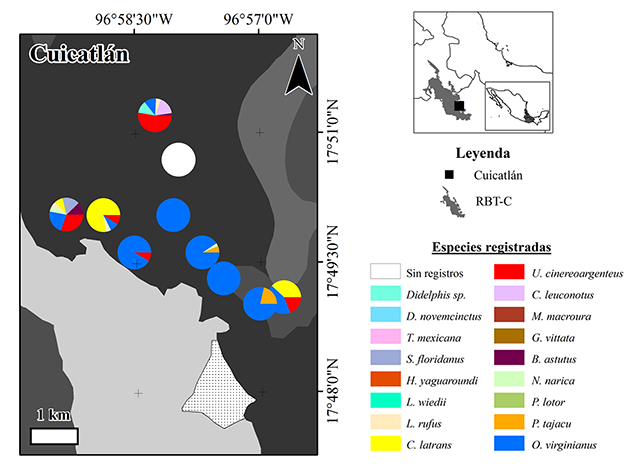 96°58'30"W
96°57'0"W
Cuicatlán
N
17°51'0"N
17°49'30"N
17°48'0"N
1 km
Leyenda
Cuicatlán
RBT-C
Especies registradas
Sin registros
Didelphis sp.
D. novemcinctus
T. mexicana
S. floridanus
H. yaguaroundi
L. wiedii
L. rufus
C. latrans
U. cinereoargenteus
C. leuconotus
M. macroura
G. vittata
B. astutus
N. narica
P. lotor
P. tajacu
O. virginianus